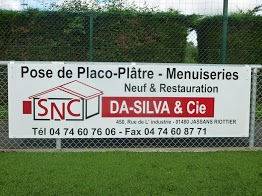 Pose de Placo-Plâtre - Menuiseries
Neuf & Restauration
SNC
DA-SILVA & Cie
450, Rue de L' industrie - 01480 JASSANS RIOTTIER
Tél 04 74 60 76 06 - Fax 04 74 60 87 71